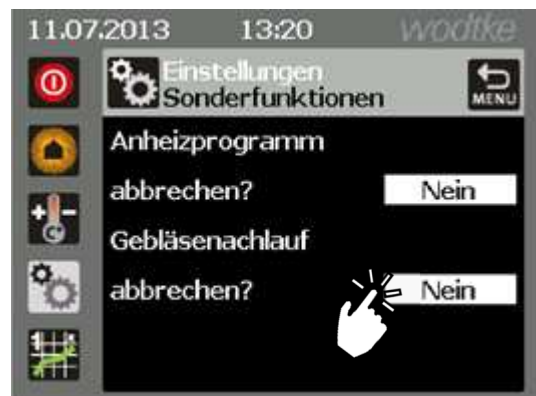 11.07.2013 13:20 wodtke
Einstellungen
Sonderfunktionen
MENU
Anheizprogramm
abbrechen? Nein
Gebläsenachlauf
abbrechen? Nein